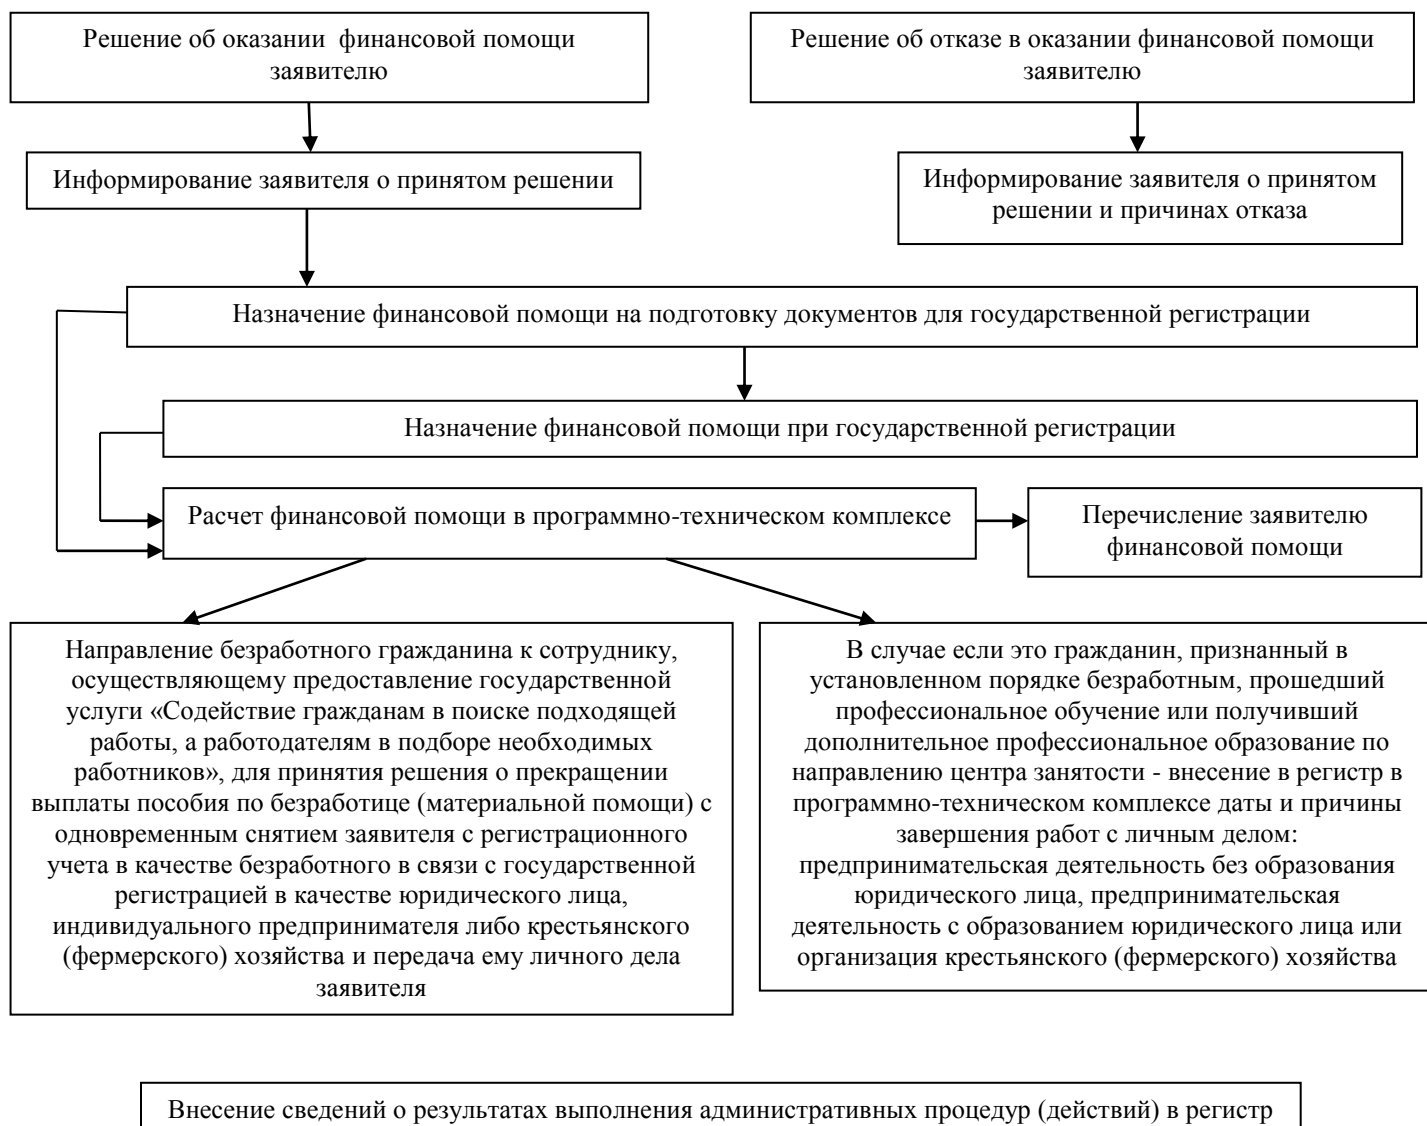 Решение об оказании финансовой помощи
заявителю
Решение об отказе в оказании финансовой помощи
заявителю
Информирование заявителя о принятом решении
Информирование заявителя о принятом
решении и причинах отказа
Назначение финансовой помощи на подготовку документов для государственной регистрации
Назначение финансовой помощи при государственной регистрации
Расчет финансовой помощи в программно-техническом комплексе
Перечисление заявителю
финансовой помощи
Направление безработного гражданина к сотруднику,
осуществляющему предоставление государственной
услуги «Содействие гражданам в поиске подходящей
работы, а работодателям в подборе необходимых
работников», для принятия решения о прекращении
выплаты пособия по безработице (материальной помощи) с
одновременным снятием заявителя с регистрационного
учета в качестве безработного в связи с государственной
регистрацией в качестве юридического лица,
индивидуального предпринимателя либо крестьянского
(фермерского) хозяйства и передача ему личного дела
заявителя
В случае если это гражданин, признанный в
установленном порядке безработным, прошедший
профессиональное обучение или получивший
дополнительное профессиональное образование по
направлению центра занятости - внесение в регистр в
программно-техническом комплексе даты и причины
завершения работ с личным делом:
предпринимательская деятельность без образования
юридического лица, предпринимательская
деятельность с образованием юридического лица или
организация крестьянского (фермерского) хозяйства
Внесение сведений о результатах выполнения административных процедур (действий) в регистр